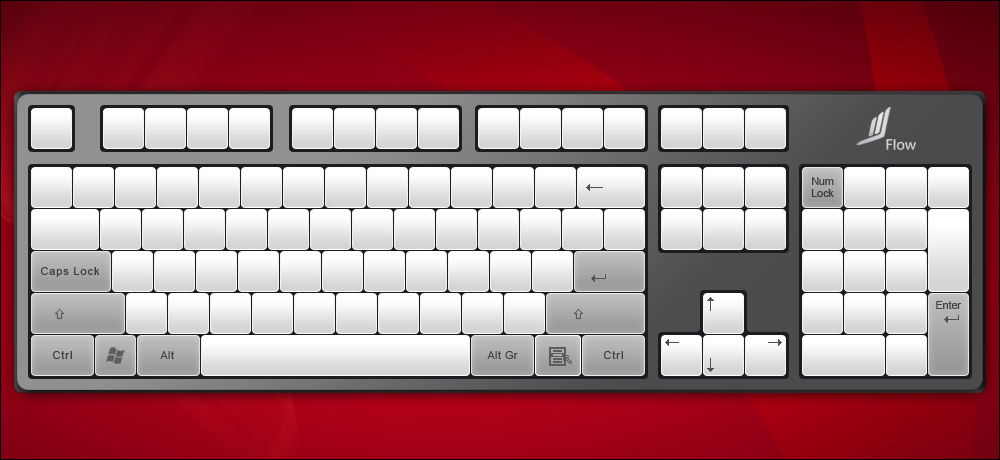 Flow
←
Num
Lock
Caps Lock
↵
⇧
⇧
↑
Enter
↵
Ctrl
Alt
Alt Gr
Ctrl
←
↓
→